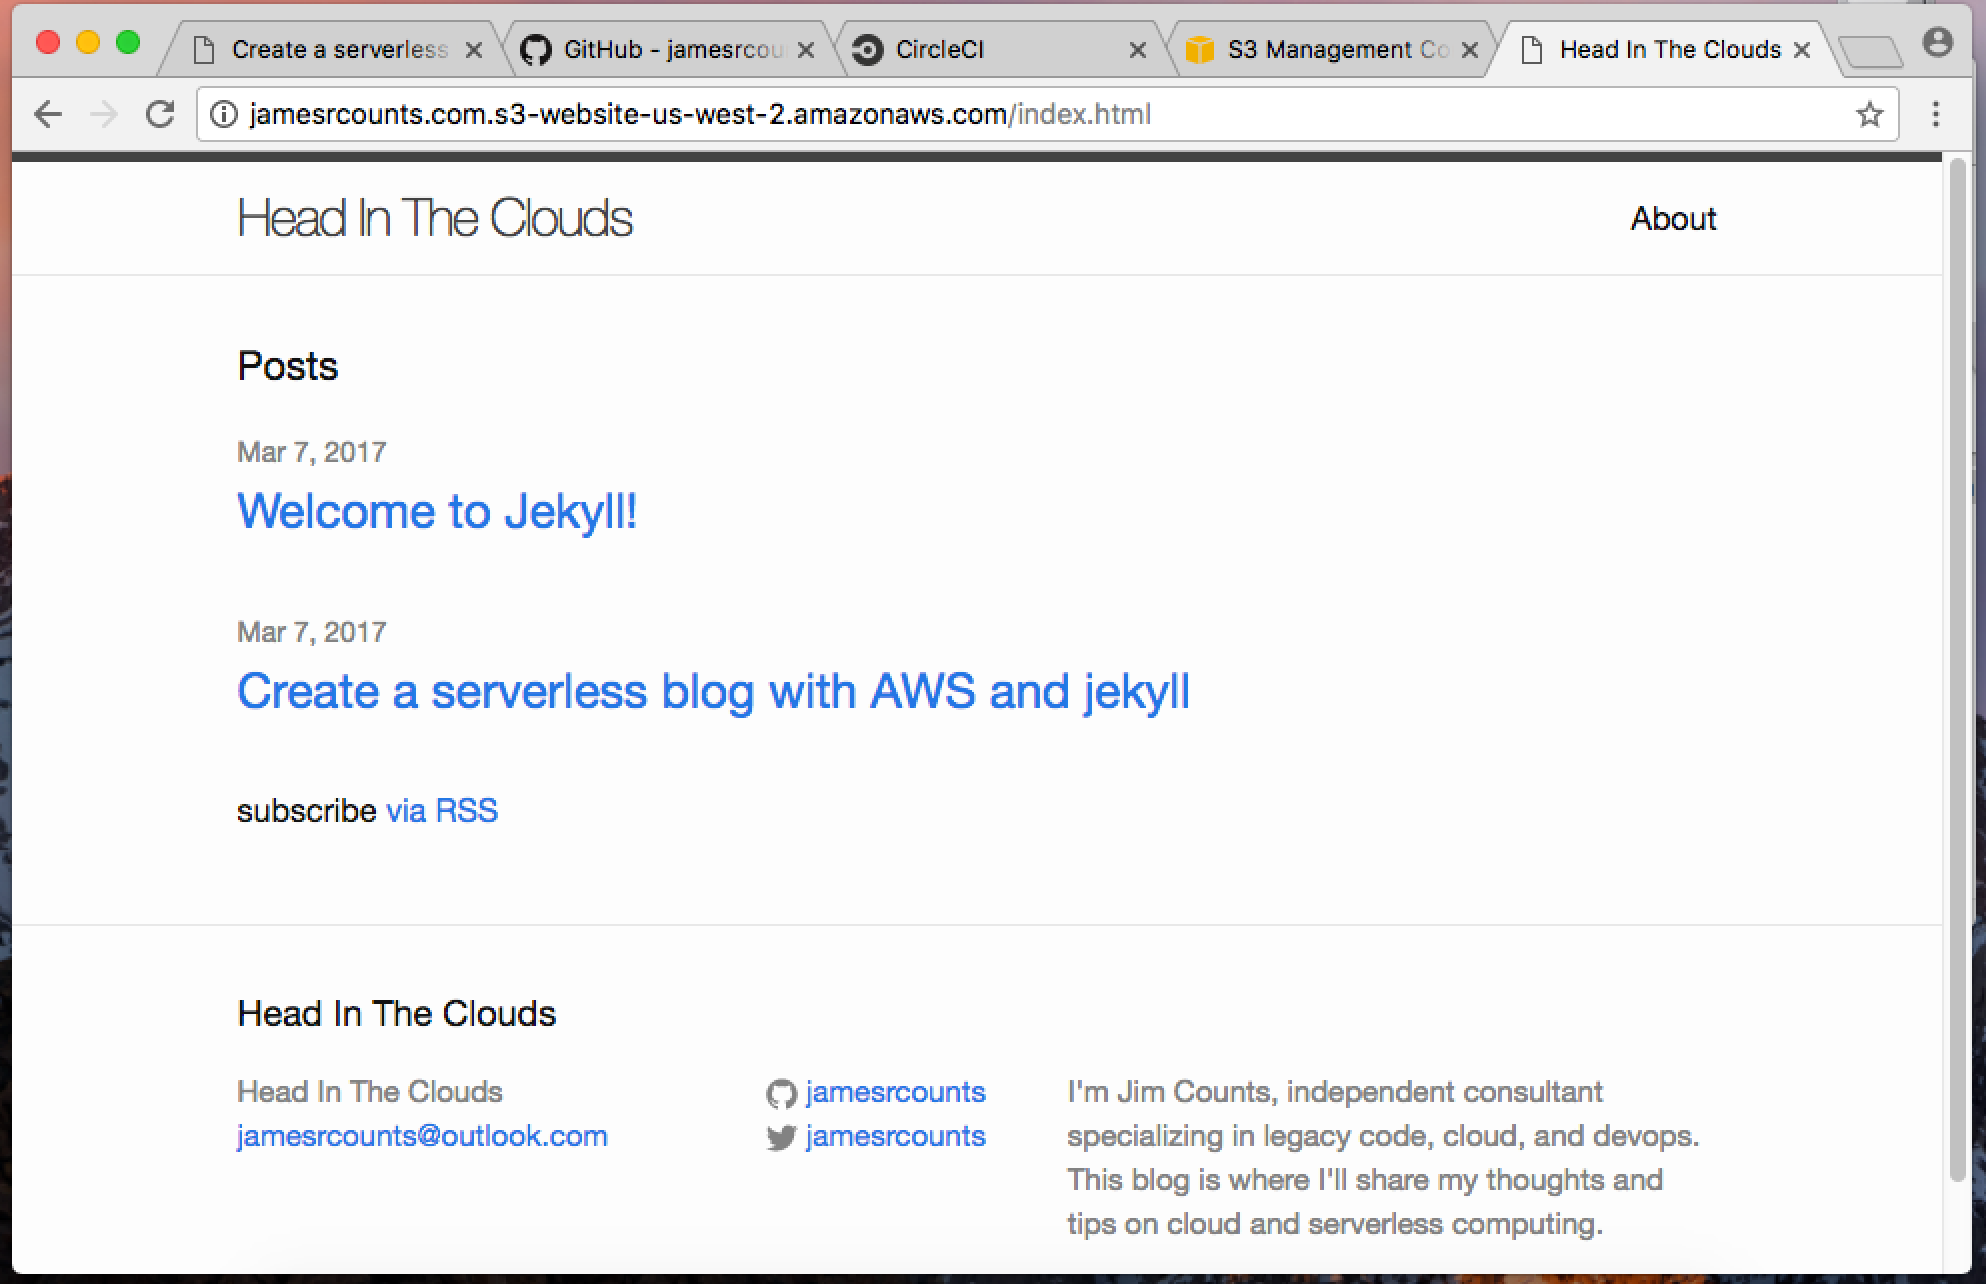 Create a serverless
GitHub - jamesrcou
CircleCI
S3 Management Co
Head In The Clouds
jamesrcounts.com.s3-website-us-west-2.amazonaws.com/index.html
Head In The Clouds
About
Posts
Mar 7, 2017
Welcome to Jekyll!
Mar 7, 2017
Create a serverless blog with AWS and jekyll
subscribe via RSS
Head In The Clouds
Head In The Clouds
jamesrcounts@outlook.com
jamesrcounts
jamesrcounts
I'm Jim Counts, independent consultant
specializing in legacy code, cloud, and devops.
This blog is where I'll share my thoughts and
tips on cloud and serverless computing.